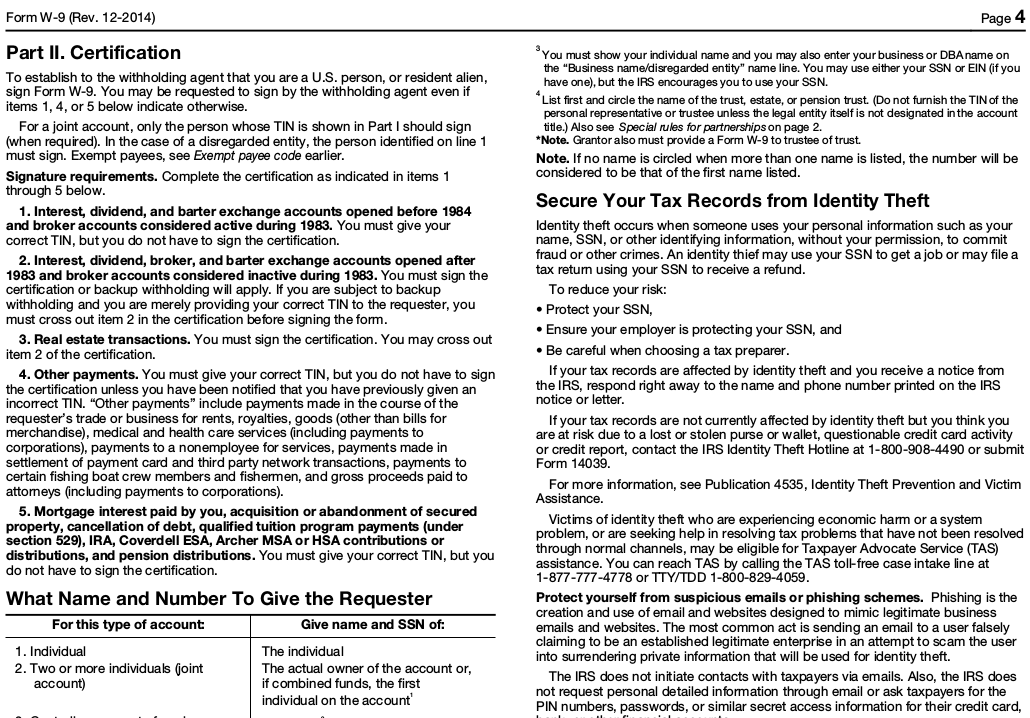 Form W-9 (Rev. 12-2014)
Page 4
Part II. Certification
To establish to the withholding agent that you are a U.S. person, or resident alien,
sign Form W-9. You may be requested to sign by the withholding agent even if
items 1, 4, or 5 below indicate otherwise.
For a joint account, only the person whose TIN is shown in Part I should sign
(when required). In the case of a disregarded entity, the person identified on line 1
must sign. Exempt payees, see Exempt payee code earlier.
Signature requirements. Complete the certification as indicated in items 1
through 5 below.
1. Interest, dividend, and barter exchange accounts opened before 1984
and broker accounts considered active during 1983. You must give your
correct TIN, but you do not have to sign the certification.
2. Interest, dividend, broker, and barter exchange accounts opened after
1983 and broker accounts considered inactive during 1983. You must sign the
certification or backup withholding will apply. If you are subject to backup
withholding and you are merely providing your correct TIN to the requester, you
must cross out item 2 in the certification before signing the form.
3. Real estate transactions. You must sign the certification. You may cross out
item 2 of the certification.
4. Other payments. You must give your correct TIN, but you do not have to sign
the certification unless you have been notified that you have previously given an
incorrect TIN. “Other payments” include payments made in the course of the
requester’s trade or business for rents, royalties, goods (other than bills for
merchandise), medical and health care services (including payments to
corporations), payments to a nonemployee for services, payments made in
settlement of payment card and third party network transactions, payments to
certain fishing boat crew members and fishermen, and gross proceeds paid to
attorneys (including payments to corporations).
5. Mortgage interest paid by you, acquisition or abandonment of secured
property, cancellation of debt, qualified tuition program payments (under
section 529), IRA, Coverdell ESA, Archer MSA or HSA contributions or
distributions, and pension distributions. You must give your correct TIN, but you
do not have to sign the certification.
What Name and Number To Give the Requester
For this type of account: Give name and SSN of:
1. Individual The individual
2. Two or more individuals (joint The actual owner of the account or,
account) if combined funds, the first
individual on the account¹
³ You must show your individual name and you may also enter your business or DBA name on
the “Business name/disregarded entity” name line. You may use either your SSN or EIN (if you
have one), but the IRS encourages you to use your SSN.
⁴ List first and circle the name of the trust, estate, or pension trust. (Do not furnish the TIN of the
personal representative or trustee unless the legal entity itself is not designated in the account
title.) Also see Special rules for partnerships on page 2.
*Note. Grantor also must provide a Form W-9 to trustee of trust.
Note. If no name is circled when more than one name is listed, the number will be
considered to be that of the first name listed.
Secure Your Tax Records from Identity Theft
Identity theft occurs when someone uses your personal information such as your
name, SSN, or other identifying information, without your permission, to commit
fraud or other crimes. An identity thief may use your SSN to get a job or may file a
tax return using your SSN to receive a refund.
To reduce your risk:
• Protect your SSN,
• Ensure your employer is protecting your SSN, and
• Be careful when choosing a tax preparer.
If your tax records are affected by identity theft and you receive a notice from
the IRS, respond right away to the name and phone number printed on the IRS
notice or letter.
If your tax records are not currently affected by identity theft but you think you
are at risk due to a lost or stolen purse or wallet, questionable credit card activity
or credit report, contact the IRS Identity Theft Hotline at 1-800-908-4490 or submit
Form 14039.
For more information, see Publication 4535, Identity Theft Prevention and Victim
Assistance.
Victims of identity theft who are experiencing economic harm or a system
problem, or are seeking help in resolving tax problems that have not been resolved
through normal channels, may be eligible for Taxpayer Advocate Service (TAS)
assistance. You can reach TAS by calling the TAS toll-free case intake line at
1-877-777-4778 or TTY/TDD 1-800-829-4059.
Protect yourself from suspicious emails or phishing schemes. Phishing is the
creation and use of email and websites designed to mimic legitimate business
emails and websites. The most common act is sending an email to a user falsely
claiming to be an established legitimate enterprise in an attempt to scam the user
into surrendering private information that will be used for identity theft.
The IRS does not initiate contacts with taxpayers via emails. Also, the IRS does
not request personal detailed information through email or ask taxpayers for the
PIN numbers, passwords, or similar secret access information for their credit card,